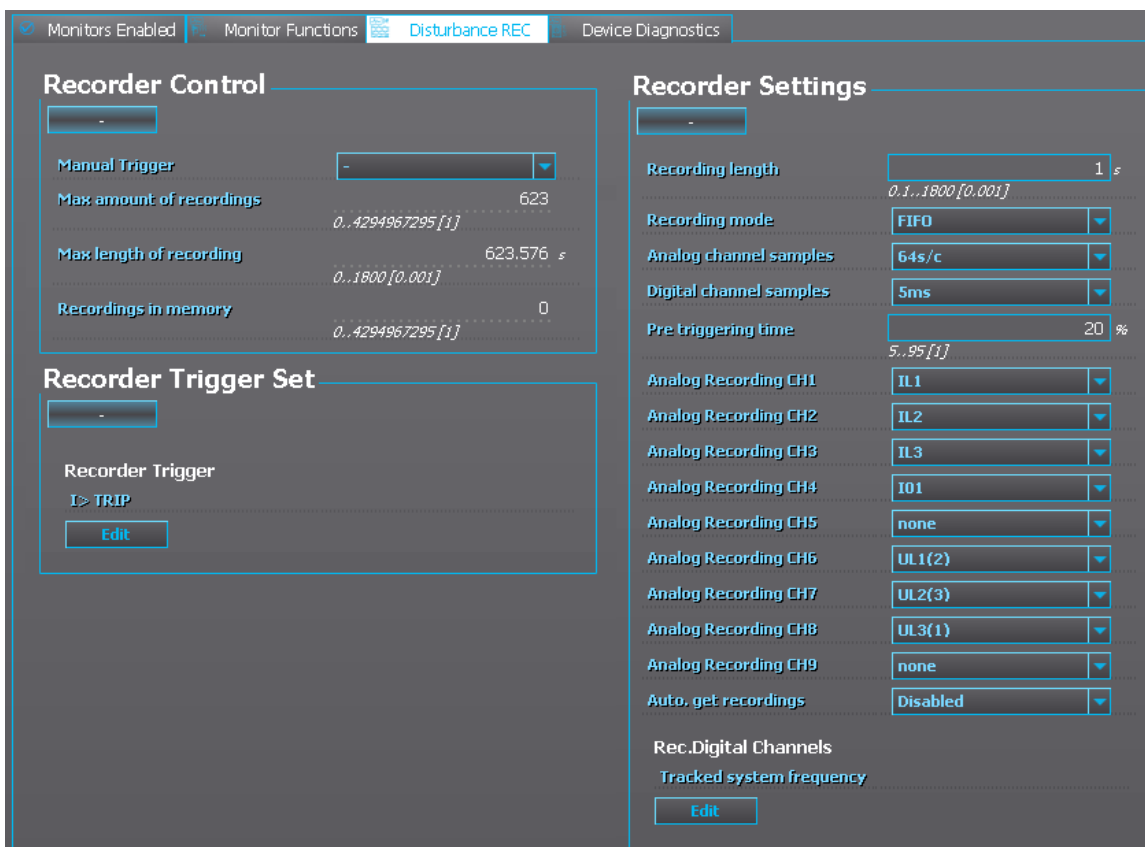 Monitors Enabled Monitor Functions Disturbance REC Device Diagnostics
Recorder Control
-
Manual Trigger -
Max amount of recordings 623
0..4294967295[1]
Max length of recording 623.576 s
0..1800[0.001]
Recordings in memory 0
0..4294967295[1]
Recorder Trigger Set
-
Recorder Trigger
I> TRIP
Edit
Recorder Settings
-
Recording length 1 s
0.1..1800[0.001]
Recording mode FIFO
Analog channel samples 64s/c
Digital channel samples 5ms
Pre triggering time 20 %
5..95[1]
Analog Recording CH1 IL1
Analog Recording CH2 IL2
Analog Recording CH3 IL3
Analog Recording CH4 I01
Analog Recording CH5 none
Analog Recording CH6 UL1(2)
Analog Recording CH7 UL2(3)
Analog Recording CH8 UL3(1)
Analog Recording CH9 none
Auto. get recordings Disabled
Rec.Digital Channels
Tracked system frequency
Edit